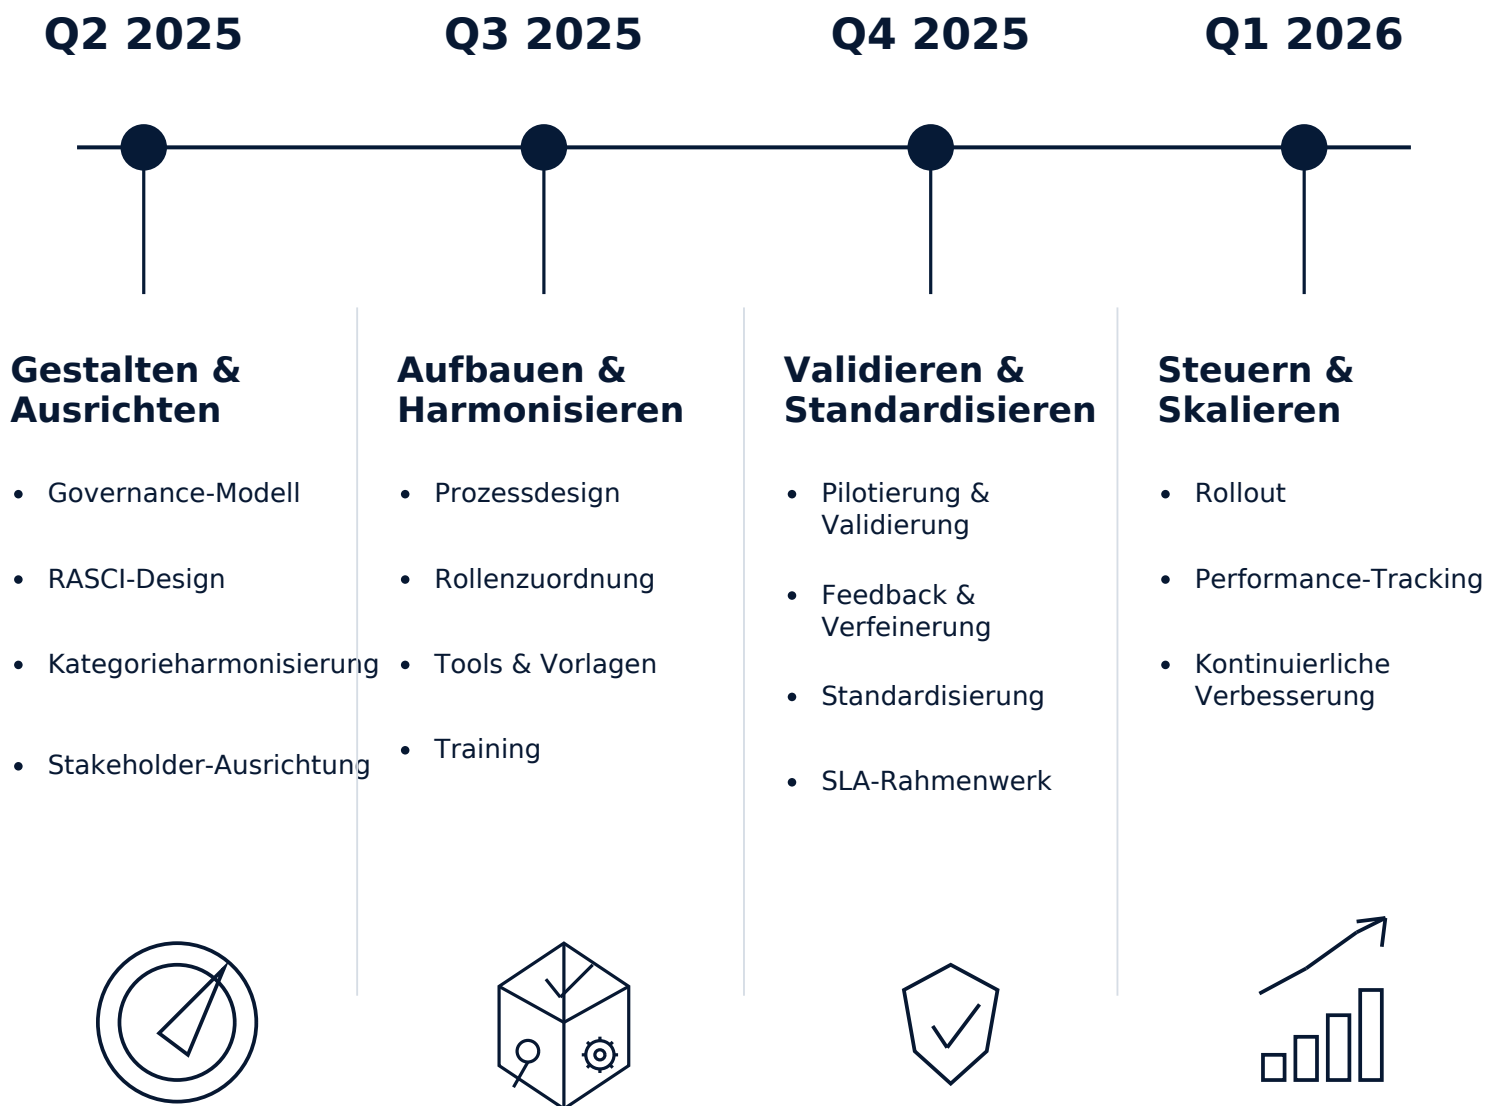 Q2 2025
Q3 2025
Q4 2025
Q1 2026
Gestalten &
Ausrichten
• Governance-Modell
• RASCI-Design
• Kategorieharmonisierung
• Stakeholder-Ausrichtung
Aufbauen &
Harmonisieren
• Prozessdesign
• Rollenzuordnung
• Tools & Vorlagen
• Training
Validieren &
Standardisieren
• Pilotierung &
Validierung
• Feedback &
Verfeinerung
• Standardisierung
• SLA-Rahmenwerk
Steuern &
Skalieren
• Rollout
• Performance-Tracking
• Kontinuierliche
Verbesserung